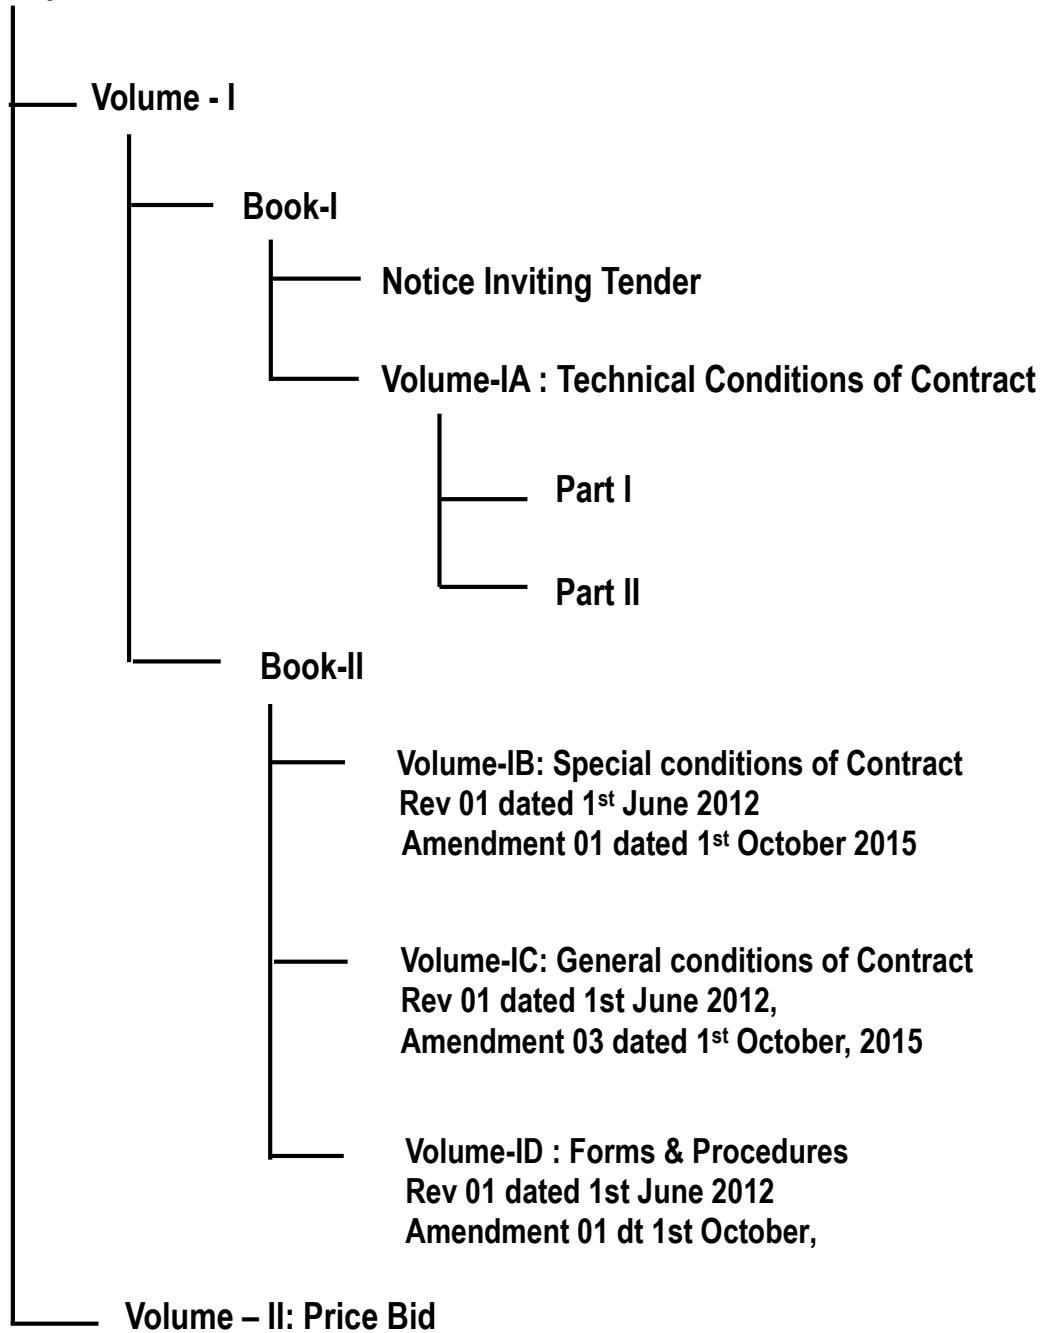 Volume - I
Book-I
Notice Inviting Tender
Volume-IA : Technical Conditions of Contract
Part I
Part II
Book-II
Volume-IB: Special conditions of Contract
Rev 01 dated 1st June 2012
Amendment 01 dated 1st October 2015
Volume-IC: General conditions of Contract
Rev 01 dated 1st June 2012,
Amendment 03 dated 1st October, 2015
Volume-ID : Forms & Procedures
Rev 01 dated 1st June 2012
Amendment 01 dt 1st October,
Volume – II: Price Bid